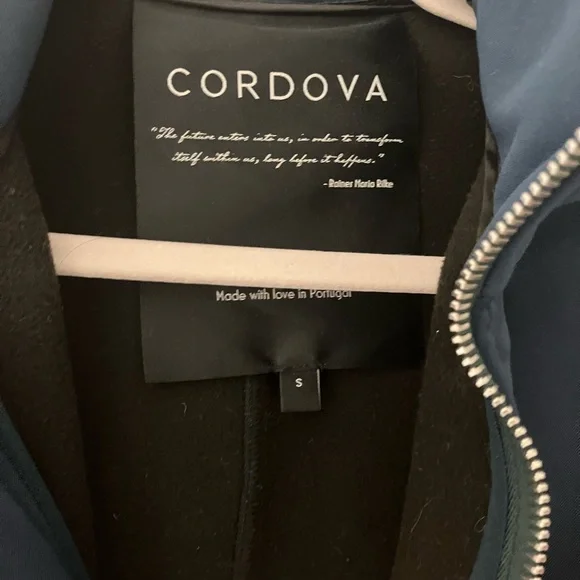 CORDOVA
"The future enters into us, in order to transform
itself within us, long before it happens."
- Rainer Maria Rilke
Made with love in Portugal
S